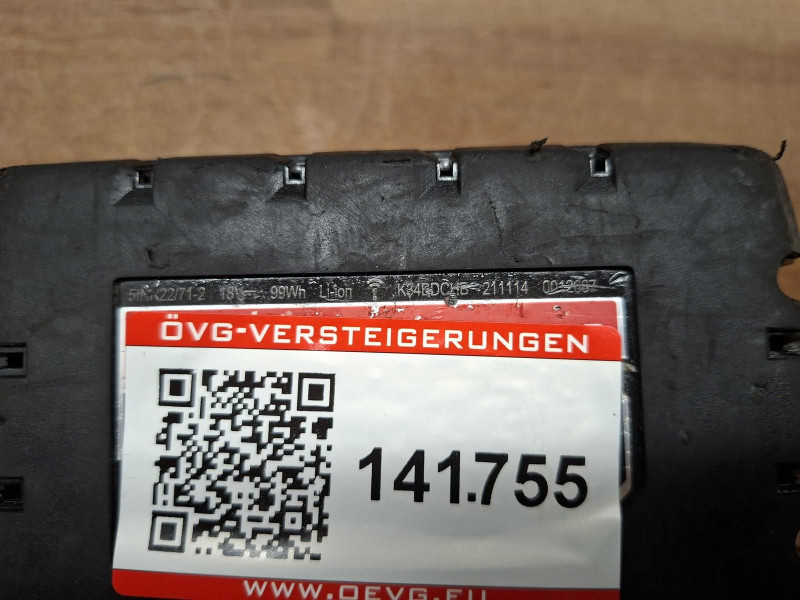 18V 99Wh Li-ion 211114
ÖVG-VERSTEIGERUNGEN
141.755
WWW.OEVG.EU